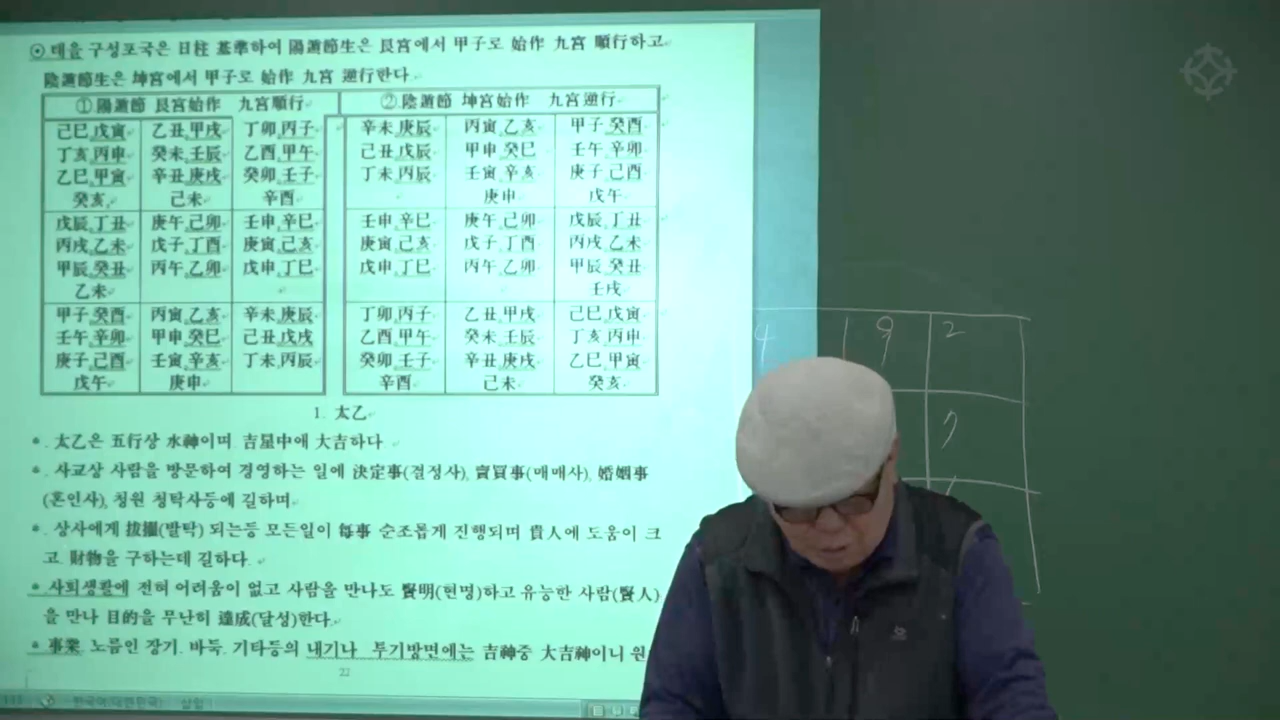 ⊙ 태을 구성포국은 日柱 基準하여 陽遁節生은 艮宮에서 甲子로 始作 九宮 順行하고
陰遁節生은 坤宮에서 甲子로 始作 九宮 逆行한다.
①陽遁節 艮宮始作 九宮順行
己巳 戊寅 乙丑 甲戌 丁卯 丙子
丁亥 丙申 癸未 壬辰 乙酉 甲午
乙巳 甲寅 辛丑 庚戌 癸卯 壬子
癸亥 己未 辛酉
戊辰 丁丑 庚午 己卯 壬申 辛巳
丙戌 乙未 戊子 丁酉 庚寅 己亥
甲辰 癸丑 丙午 乙卯 戊申 丁巳
乙未
甲子 癸酉 丙寅 乙亥 辛未 庚辰
壬午 辛卯 甲申 癸巳 己丑 戊戌
庚子 己酉 壬寅 辛亥 丁未 丙辰
戊午 庚申
②陰遁節 坤宮始作 九宮逆行
辛未 庚辰 丙寅 乙亥 甲子 癸酉
己丑 戊辰 甲申 癸巳 壬午 辛卯
丁未 丙辰 壬寅 辛亥 庚子 己酉
庚申 戊午
壬申 辛巳 庚午 己卯 戊辰 丁丑
庚寅 己亥 戊子 丁酉 丙戌 乙未
戊申 丁巳 丙午 乙卯 甲辰 癸丑
壬戌
丁卯 丙子 乙丑 甲戌 己巳 戊寅
乙酉 甲午 癸未 壬辰 丁亥 丙申
癸卯 壬子 辛丑 庚戌 乙巳 甲寅
辛酉 己未 癸亥
1. 太乙
. 太乙은 五行상 水神이며 吉星中에 大吉하다
. 사교상 사람을 방문하여 경영하는 일에 決定事(결정사), 賣買事(매매사), 婚姻事
(혼인사), 청원 청탁사등에 길하며
. 상사에게 拔擢(발탁) 되는등 모든일이 每事 순조롭게 진행되며 貴人에 도움이 크
고. 財物을 구하는데 길하다.
사회생활에 전혀 어려움이 없고 사람을 만나도 賢明(현명)하고 유능한 사람(賢人)
을 만나 目的을 무난히 達成(달성)한다.
事業. 노름인 장기. 바둑. 기타등의 내기나 투기방면에는 吉神중 大吉神이니 원
22
한국어(대한민국) 삽입
4 9 2
7